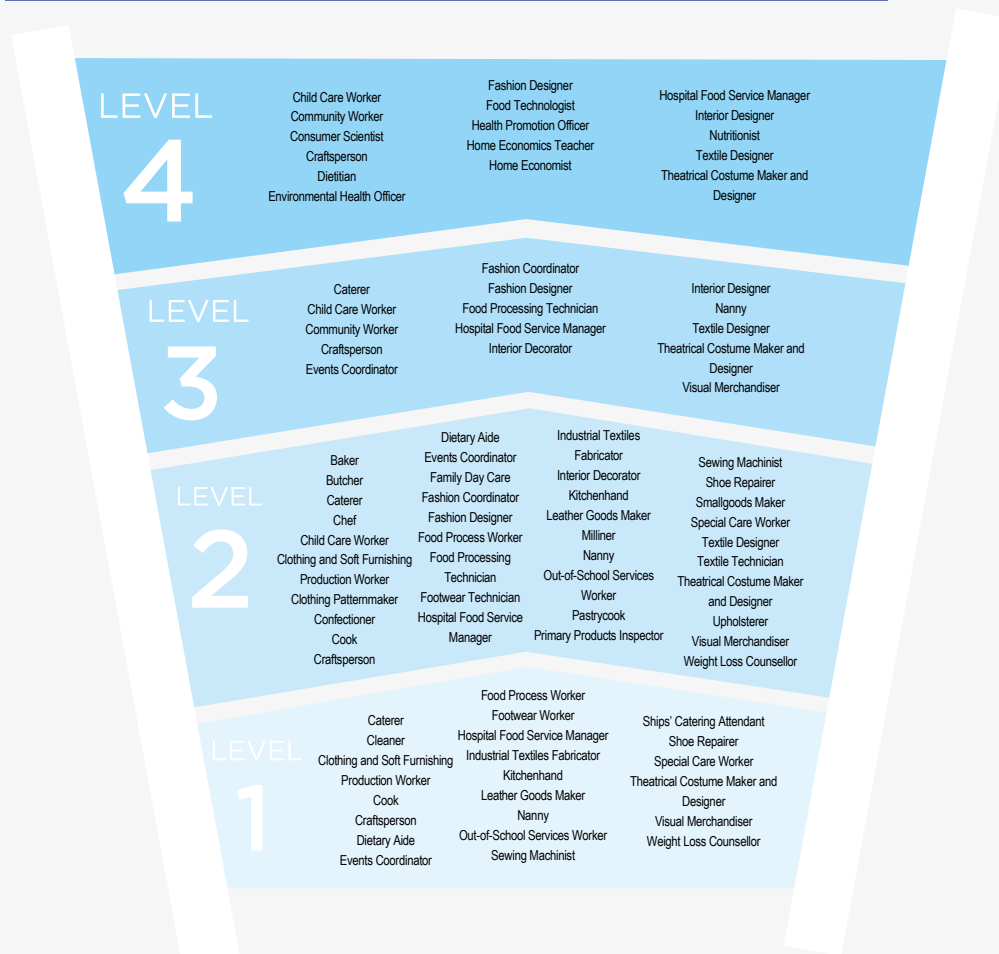 LEVEL
4
Child Care Worker
Community Worker
Consumer Scientist
Craftsperson
Dietitian
Environmental Health Officer
Fashion Designer
Food Technologist
Health Promotion Officer
Home Economics Teacher
Home Economist
Hospital Food Service Manager
Interior Designer
Nutritionist
Textile Designer
Theatrical Costume Maker and
Designer
LEVEL
3
Caterer
Child Care Worker
Community Worker
Craftsperson
Events Coordinator
Fashion Coordinator
Fashion Designer
Food Processing Technician
Hospital Food Service Manager
Interior Decorator
Interior Designer
Nanny
Textile Designer
Theatrical Costume Maker and
Designer
Visual Merchandiser
LEVEL
2
Baker
Butcher
Caterer
Chef
Child Care Worker
Clothing and Soft Furnishing
Production Worker
Clothing Patternmaker
Confectioner
Cook
Craftsperson
Dietary Aide
Events Coordinator
Family Day Care
Fashion Coordinator
Fashion Designer
Food Process Worker
Food Processing
Technician
Footwear Technician
Hospital Food Service
Manager
Industrial Textiles
Fabricator
Interior Decorator
Kitchenhand
Leather Goods Maker
Milliner
Nanny
Out-of-School Services
Worker
Pastrycook
Primary Products Inspector
Sewing Machinist
Shoe Repairer
Smallgoods Maker
Special Care Worker
Textile Designer
Textile Technician
Theatrical Costume Maker
and Designer
Upholsterer
Visual Merchandiser
Weight Loss Counsellor
LEVEL
1
Caterer
Cleaner
Clothing and Soft Furnishing
Production Worker
Cook
Craftsperson
Dietary Aide
Events Coordinator
Food Process Worker
Footwear Worker
Hospital Food Service Manager
Industrial Textiles Fabricator
Kitchenhand
Leather Goods Maker
Nanny
Out-of-School Services Worker
Sewing Machinist
Ships' Catering Attendant
Shoe Repairer
Special Care Worker
Theatrical Costume Maker and
Designer
Visual Merchandiser
Weight Loss Counsellor